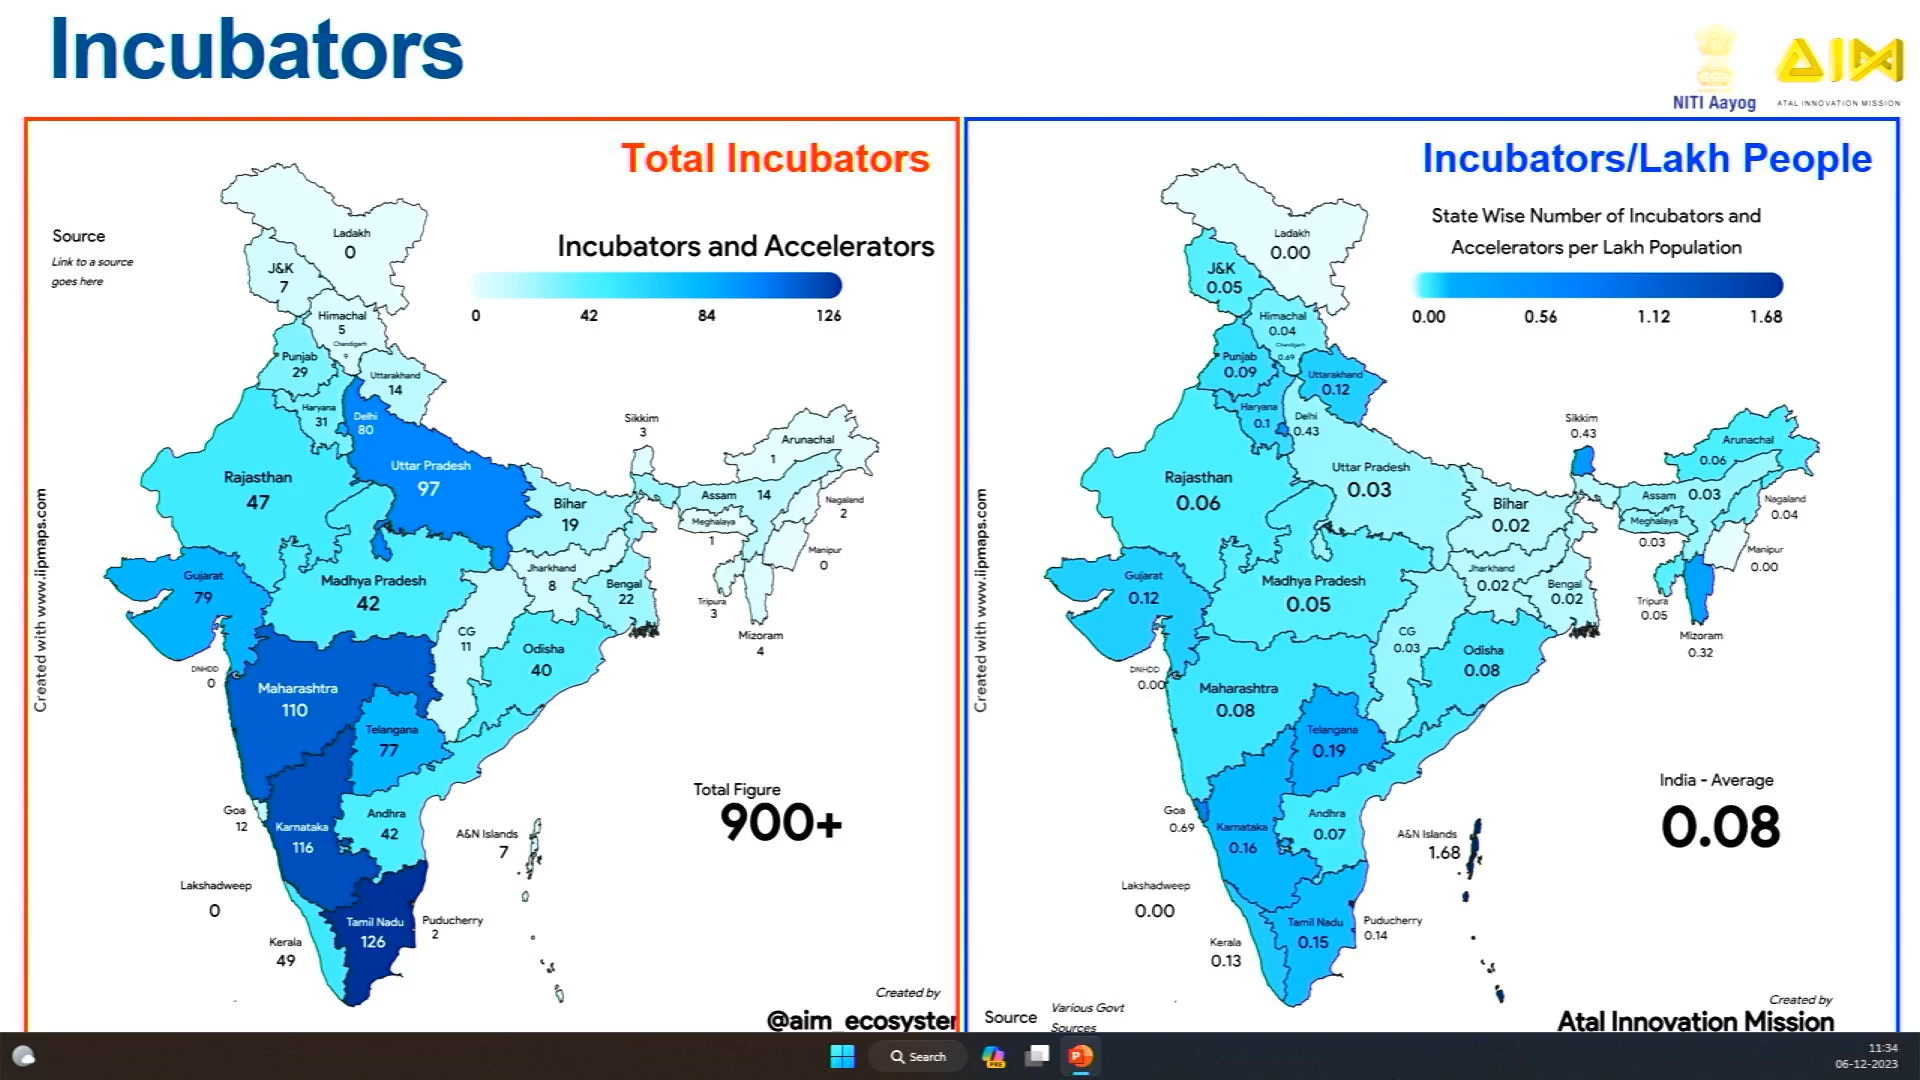 Incubators
NITI Aayog
AIM
ATAL INNOVATION MISSION
Total Incubators
Source
Link to a source
goes here
Incubators and Accelerators
0 42 84 126
Ladakh
0
J&K
7
Himachal
5
Chandigarh
9
Punjab
29
Uttarakhand
14
Haryana
31
Delhi
80
Rajasthan
47
Uttar Pradesh
97
Sikkim
3
Arunachal
1
Assam 14
Nagaland
2
Meghalaya
1
Manipur
0
Bihar
19
Jharkhand
8
Bengal
22
Tripura
3
Mizoram
4
Gujarat
79
Madhya Pradesh
42
CG
11
Odisha
40
DNHDD
0
Maharashtra
110
Telangana
77
Goa
12
Karnataka
116
Andhra
42
A&N Islands
7
Lakshadweep
0
Kerala
49
Tamil Nadu
126
Puducherry
2
Total Figure
900+
Created with www.iipmaps.com
Created by
@aim_ecosyster
Incubators/Lakh People
State Wise Number of Incubators and
Accelerators per Lakh Population
0.00 0.56 1.12 1.68
Ladakh
0.00
J&K
0.05
Himachal
0.04
Chandigarh
0.69
Punjab
0.09
Uttarakhand
0.12
Haryana
0.1
Delhi
0.43
Rajasthan
0.06
Uttar Pradesh
0.03
Sikkim
0.43
Arunachal
0.06
Assam 0.03
Nagaland
0.04
Meghalaya
0.03
Manipur
0.00
Bihar
0.02
Jharkhand
0.02
Bengal
0.02
Tripura
0.05
Mizoram
0.32
Gujarat
0.12
Madhya Pradesh
0.05
CG
0.03
Odisha
0.08
DNHDD
0.00
Maharashtra
0.08
Telangana
0.19
Goa
0.69
Karnataka
0.16
Andhra
0.07
A&N Islands
1.68
Lakshadweep
0.00
Kerala
0.13
Tamil Nadu
0.15
Puducherry
0.14
India - Average
0.08
Created with www.iipmaps.com
Source
Various Govt
Sources
Created by
Atal Innovation Mission
Search
PRE
P
11:34
06-12-2023